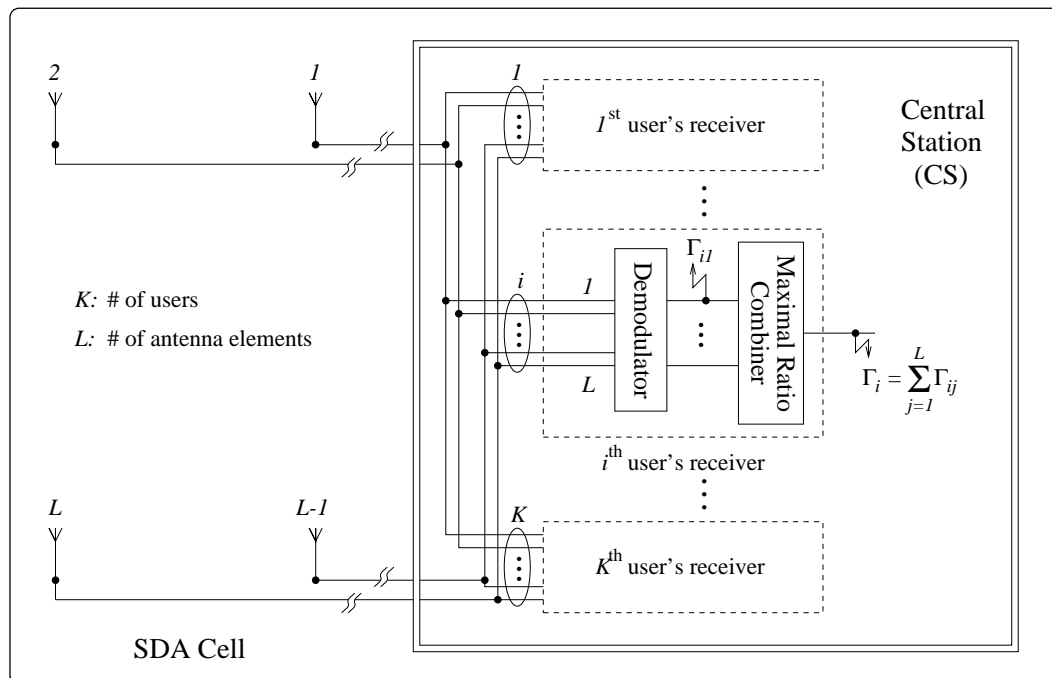 2
1
1
1st user's receiver
Central
Station
(CS)
K: # of users
L: # of antenna elements
i
1
L
Demodulator
Γi1
Maximal Ratio
Combiner
Γi = ∑ Γij
L
j=1
ith user's receiver
L
L-1
K
Kth user's receiver
SDA Cell